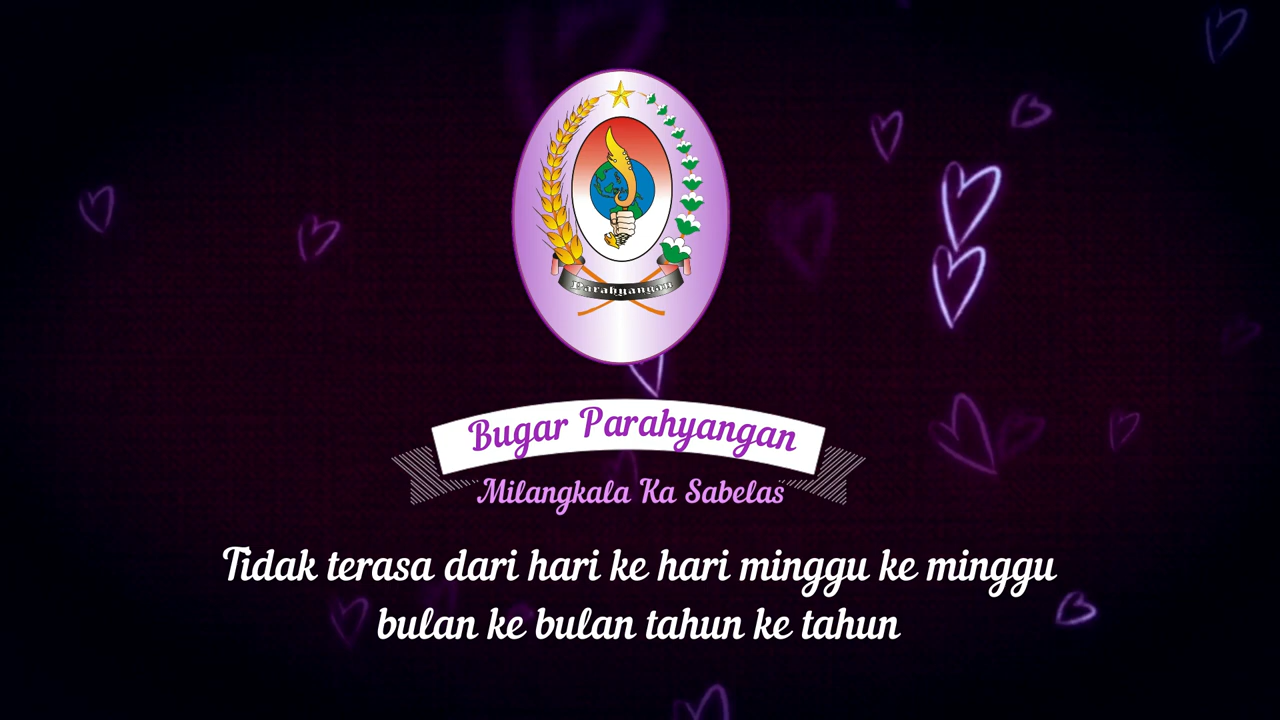 Parahyangan
Bugar Parahyangan
Milangkala Ka Sabelas
Tidak terasa dari hari ke hari minggu ke minggu
bulan ke bulan tahun ke tahun